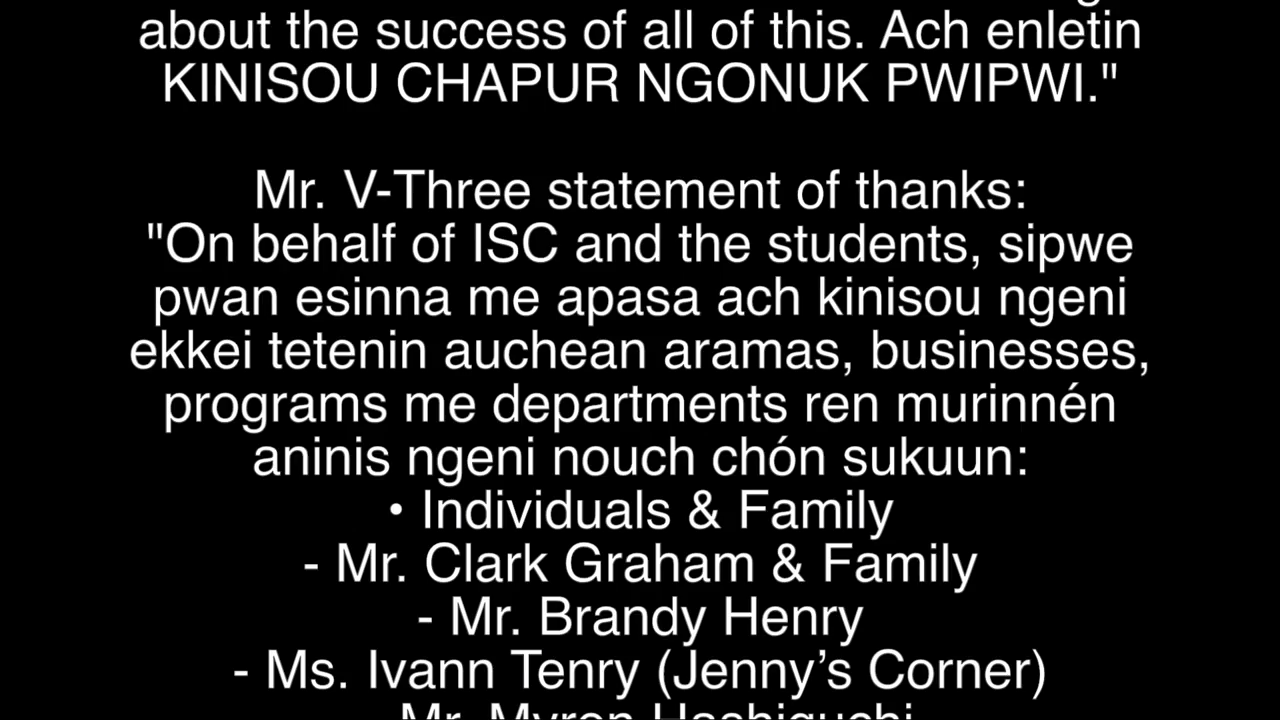 about the success of all of this. Ach enletin
KINISOU CHAPUR NGONUK PWIPWI."
Mr. V-Three statement of thanks:
"On behalf of ISC and the students, sipwe
pwan esinna me apasa ach kinisou ngeni
ekkei tetenin auchean aramas, businesses,
programs me departments ren murinnén
aninis ngeni nouch chón sukuun:
• Individuals & Family
- Mr. Clark Graham & Family
- Mr. Brandy Henry
- Ms. Ivann Tenry (Jenny’s Corner)
Mr. Myron Hashiguchi